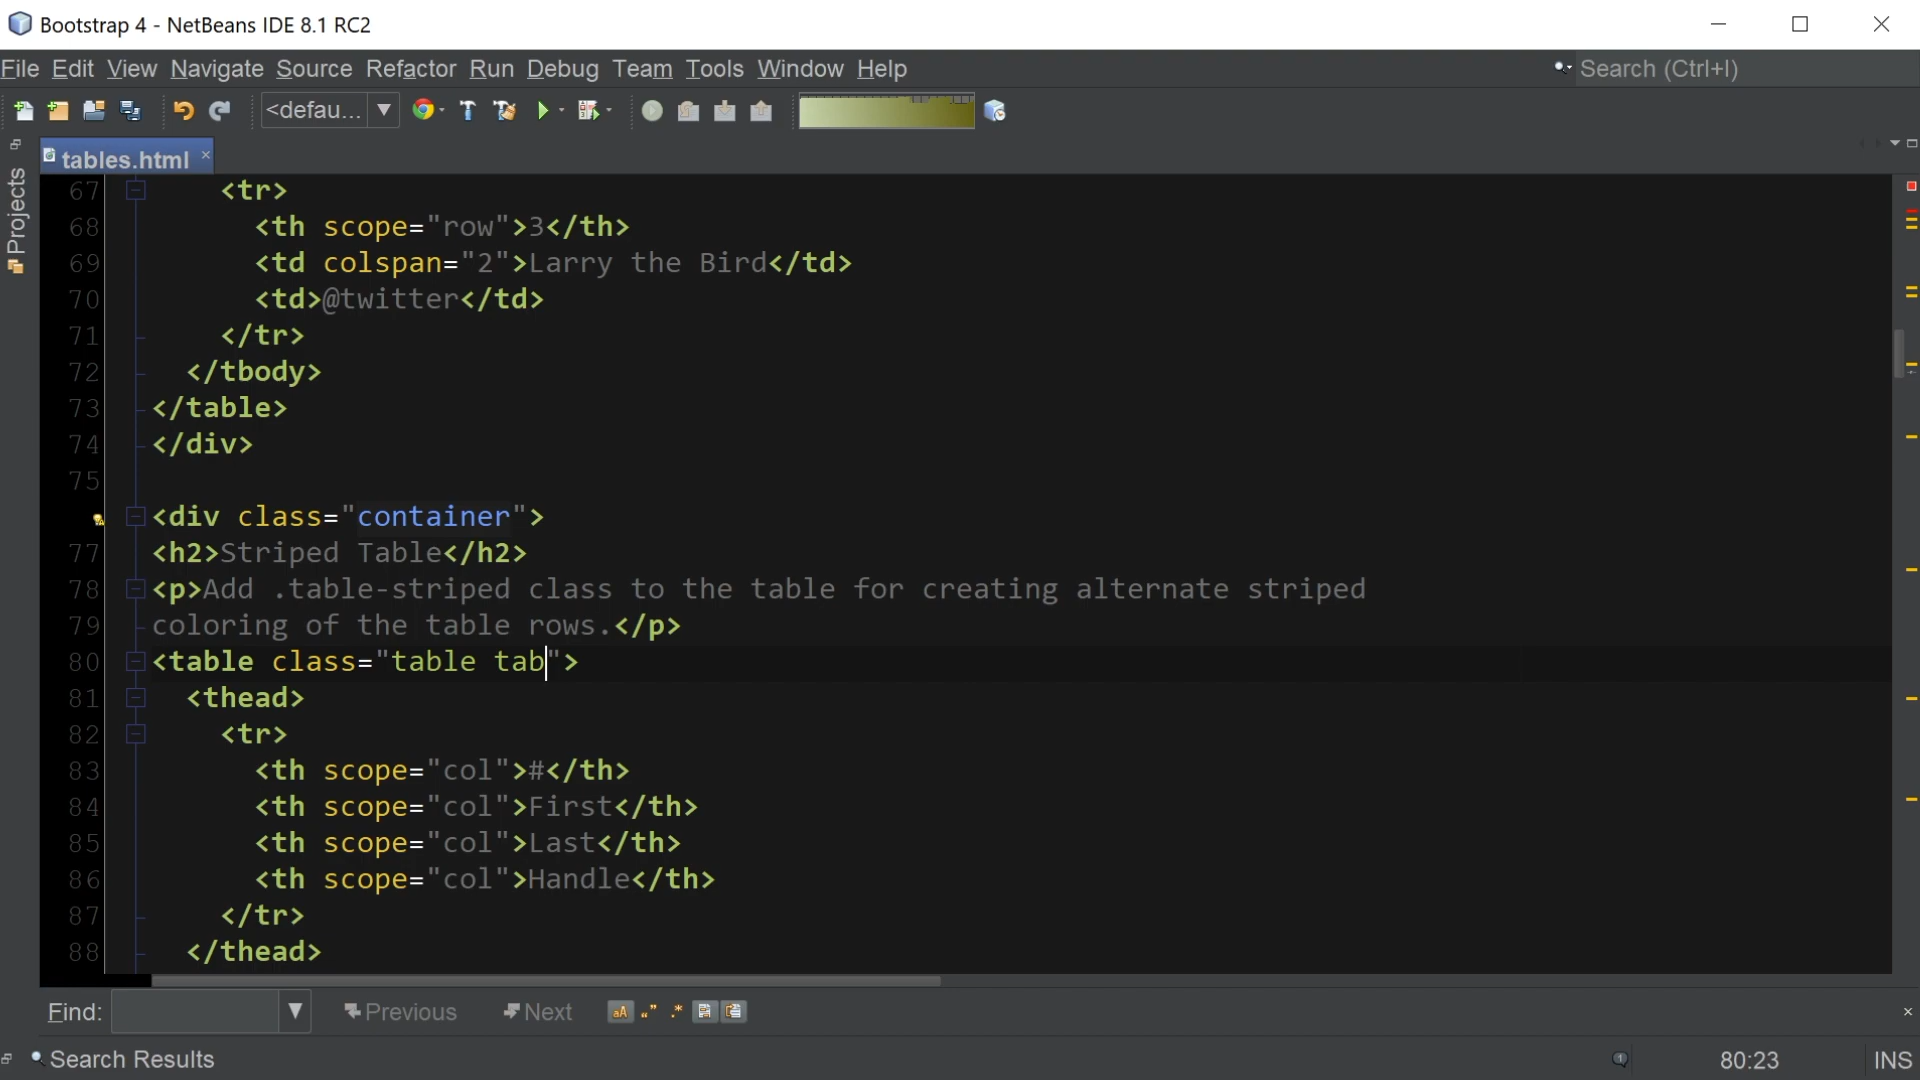 Bootstrap 4 - NetBeans IDE 8.1 RC2
File Edit View Navigate Source Refactor Run Debug Team Tools Window Help Search (Ctrl+I)
<defau...
tables.html
Projects
67 <tr>
68 <th scope="row">3</th>
69 <td colspan="2">Larry the Bird</td>
70 <td>@twitter</td>
71 </tr>
72 </tbody>
73 </table>
74 </div>
75
<div class="container">
77 <h2>Striped Table</h2>
78 <p>Add .table-striped class to the table for creating alternate striped
79 coloring of the table rows.</p>
80 <table class="table tab">
81 <thead>
82 <tr>
83 <th scope="col">#</th>
84 <th scope="col">First</th>
85 <th scope="col">Last</th>
86 <th scope="col">Handle</th>
87 </tr>
88 </thead>
Find: Previous Next aA
Search Results 1 80:23 INS